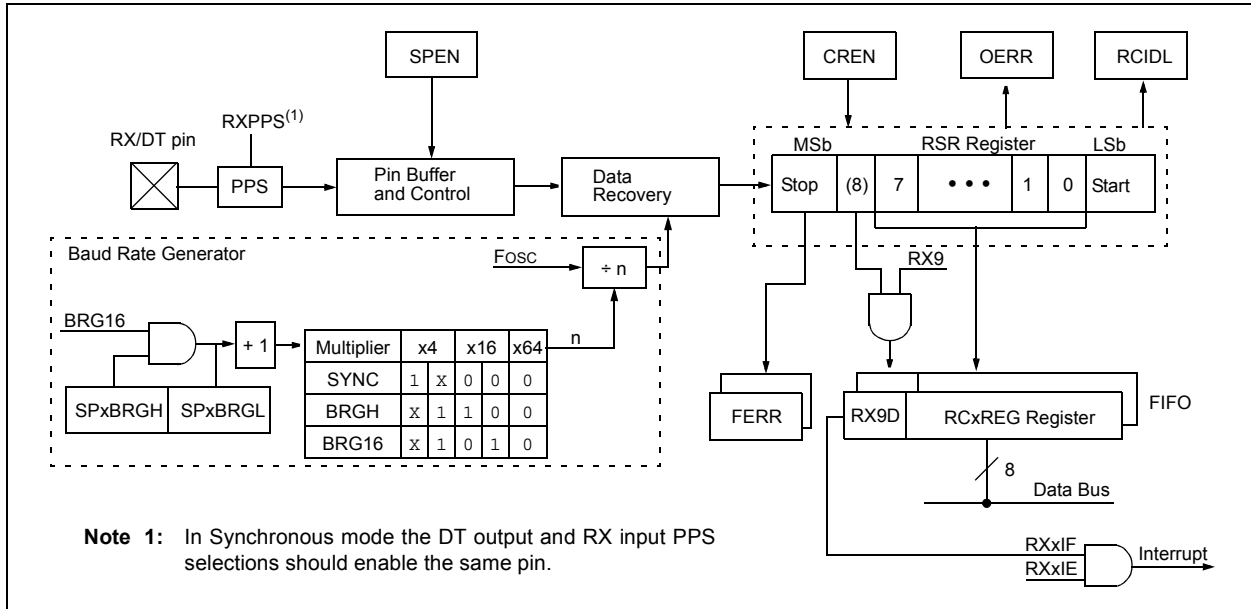 SPEN
CREN
OERR
RCIDL
RXPPS(1)
RX/DT pin
PPS
Pin Buffer
and Control
Data
Recovery
MSb
RSR Register
LSb
Stop (8) 7 • • • 1 0 Start
Baud Rate Generator
FOSC
÷ n
RX9
BRG16
+ 1
n
Multiplier x4 x16 x64
SYNC 1 X 0 0 0
BRGH X 1 1 0 0
BRG16 X 1 0 1 0
SPxBRGH SPxBRGL
FERR
RX9D RCxREG Register
FIFO
8
Data Bus
Note 1: In Synchronous mode the DT output and RX input PPS
selections should enable the same pin.
RXxIF
RXxIE
Interrupt